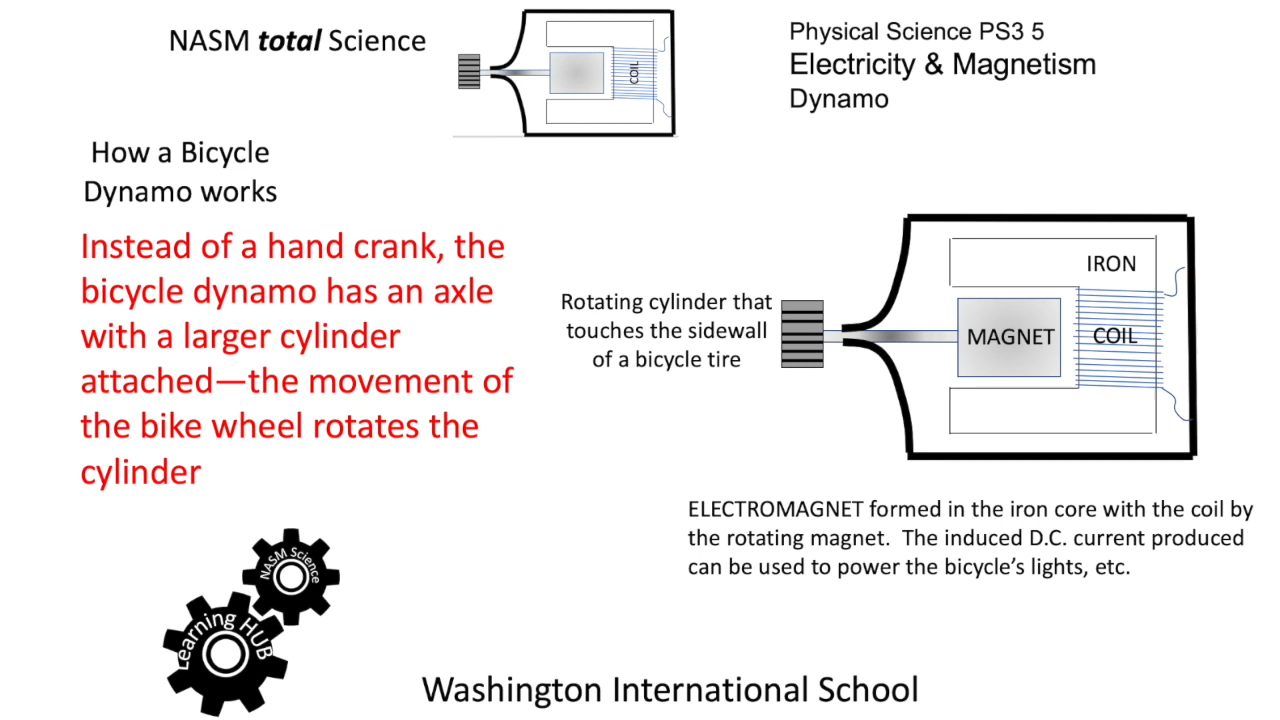 NASM total Science
COIL
Physical Science PS3 5
Electricity & Magnetism
Dynamo
How a Bicycle
Dynamo works
Instead of a hand crank, the
bicycle dynamo has an axle
with a larger cylinder
attached—the movement of
the bike wheel rotates the
cylinder
Rotating cylinder that
touches the sidewall
of a bicycle tire
IRON
MAGNET
COIL
ELECTROMAGNET formed in the iron core with the coil by
the rotating magnet.  The induced D.C. current produced
can be used to power the bicycle’s lights, etc.
NASM Science
Learning HUB
Washington International School